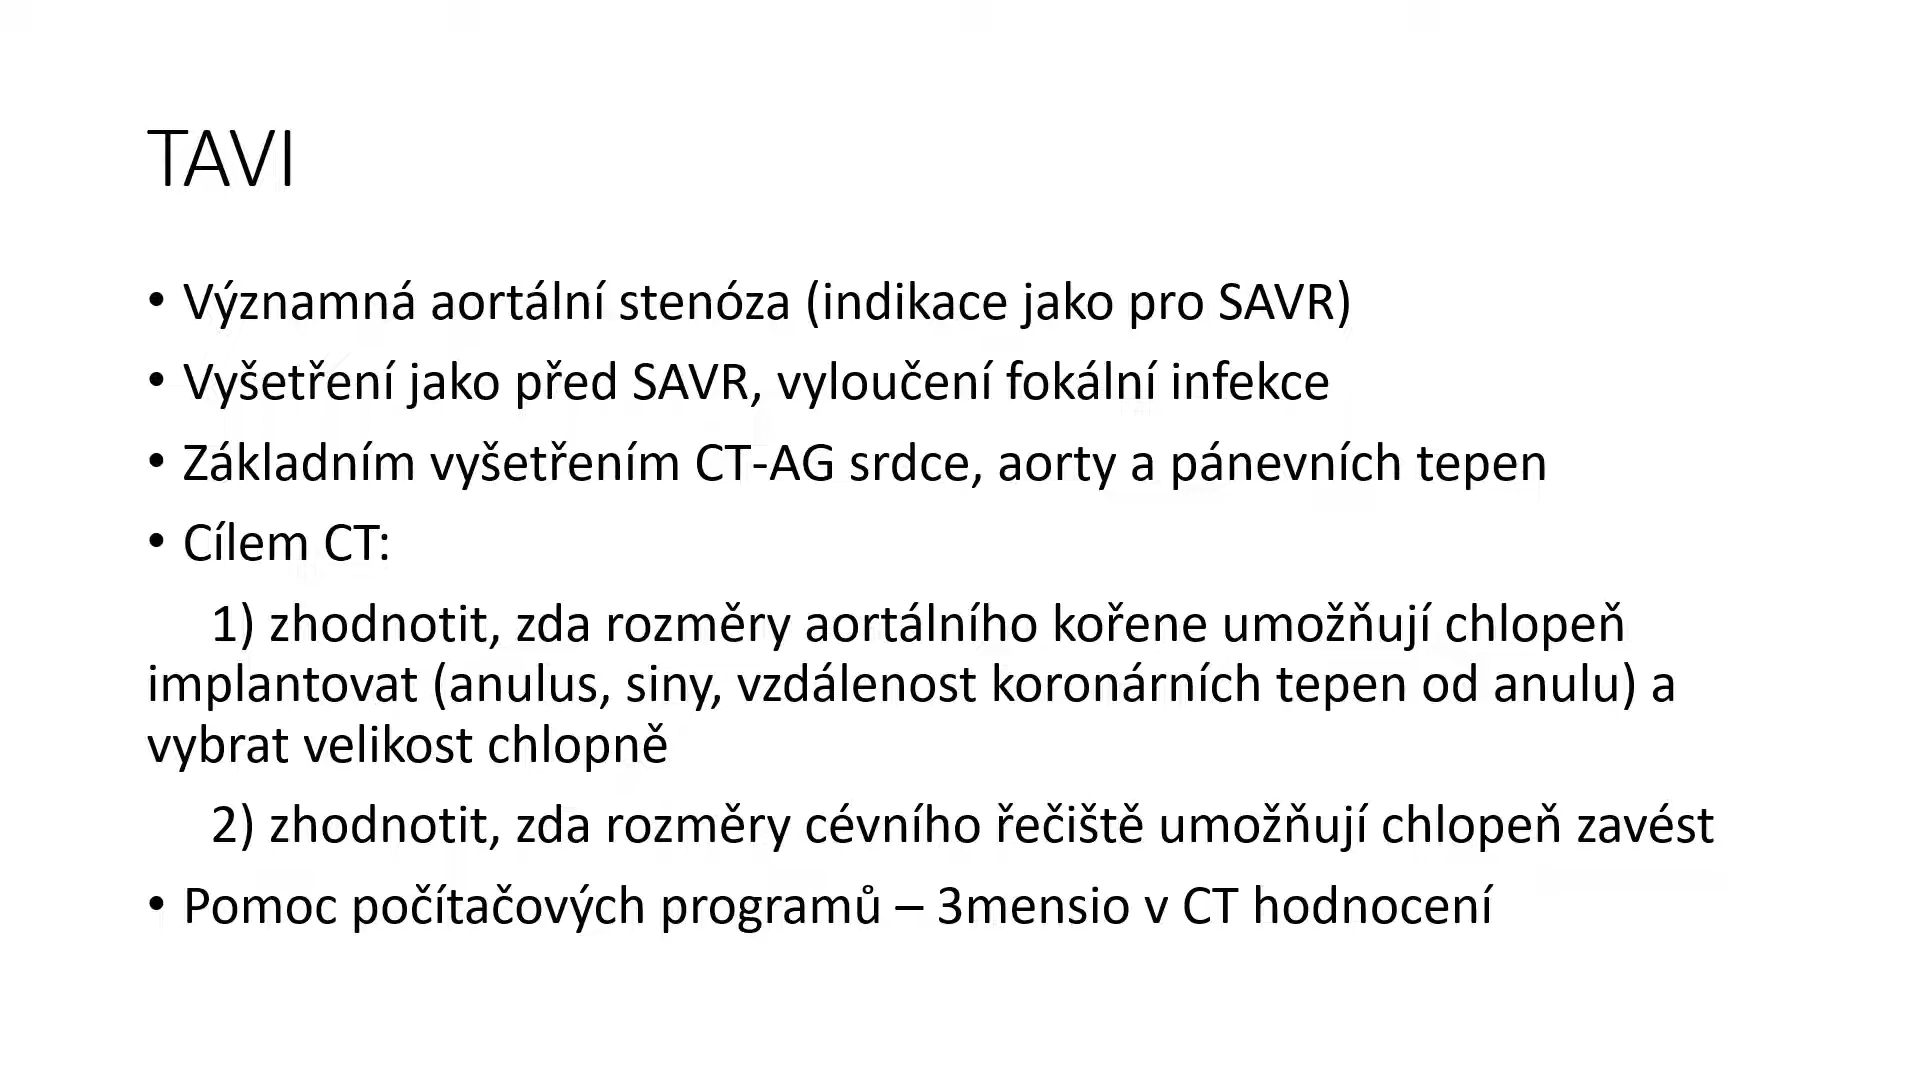 TAVI
• Významná aortální stenóza (indikace jako pro SAVR)
• Vyšetření jako před SAVR, vyloučení fokální infekce
• Základním vyšetřením CT-AG srdce, aorty a pánevních tepen
• Cílem CT:
1) zhodnotit, zda rozměry aortálního kořene umožňují chlopeň
implantovat (anulus, siny, vzdálenost koronárních tepen od anulu) a
vybrat velikost chlopně
2) zhodnotit, zda rozměry cévního řečiště umožňují chlopeň zavést
• Pomoc počítačových programů – 3mensio v CT hodnocení